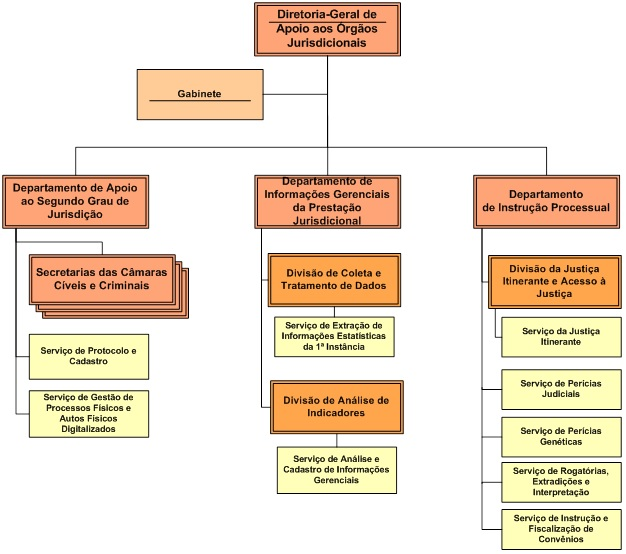 Diretoria-Geral de
Apoio aos Órgãos
Jurisdicionais
Gabinete
Departamento de Apoio
ao Segundo Grau de
Jurisdição
Secretarias das Câmaras
Cíveis e Criminais
Serviço de Protocolo e
Cadastro
Serviço de Gestão de
Processos Físicos e
Autos Físicos
Digitalizados
Departamento de
Informações Gerenciais
da Prestação
Jurisdicional
Divisão de Coleta e
Tratamento de Dados
Serviço de Extração de
Informações Estatísticas
da 1ª Instância
Divisão de Análise de
Indicadores
Serviço de Análise e
Cadastro de Informações
Gerenciais
Departamento
de Instrução Processual
Divisão da Justiça
Itinerante e Acesso à
Justiça
Serviço da Justiça
Itinerante
Serviço de Perícias
Judiciais
Serviço de Perícias
Genéticas
Serviço de Rogatórias,
Extradições e
Interpretação
Serviço de Instrução e
Fiscalização de
Convênios